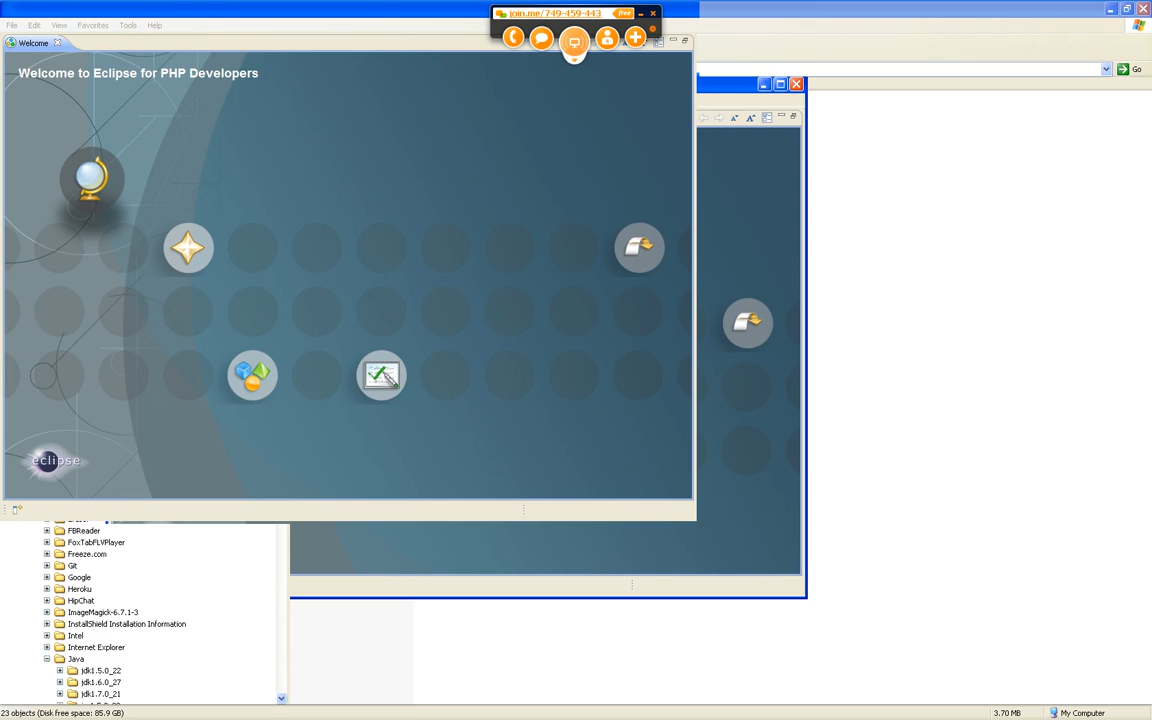 join.me/749-459-443 free
File Edit View Favorites Tools Help
Welcome
Go
Welcome to Eclipse for PHP Developers
eclipse
FBReader
FoxTabFLVPlayer
Freeze.com
Git
Google
Heroku
HipChat
ImageMagick-6.7.1-3
InstallShield Installation Information
Intel
Internet Explorer
Java
jdk1.5.0_22
jdk1.6.0_27
jdk1.7.0_21
23 objects (Disk free space: 85.9 GB)
3.70 MB
My Computer